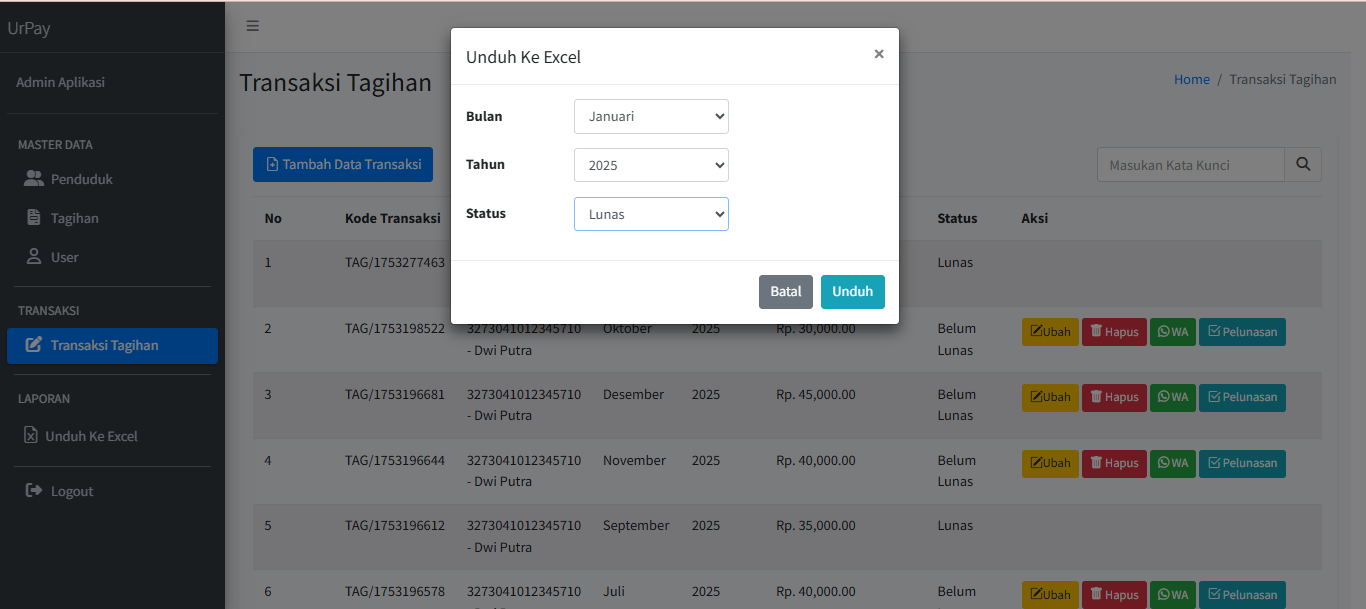 UrPay
Admin Aplikasi
MASTER DATA
Penduduk
Tagihan
User
TRANSAKSI
Transaksi Tagihan
LAPORAN
Unduh Ke Excel
Logout
Transaksi Tagihan
Home / Transaksi Tagihan
Unduh Ke Excel ×
Bulan Januari
Tahun 2025
Status Lunas
Batal Unduh
Tambah Data Transaksi Masukan Kata Kunci
No Kode Transaksi Status Aksi
1 TAG/1753277463 Lunas
2 TAG/1753198522 3273041012345710 Oktober 2025 Rp. 30,000.00 Belum Ubah Hapus WA Pelunasan
- Dwi Putra Lunas
3 TAG/1753196681 3273041012345710 Desember 2025 Rp. 45,000.00 Belum Ubah Hapus WA Pelunasan
- Dwi Putra Lunas
4 TAG/1753196644 3273041012345710 November 2025 Rp. 40,000.00 Belum Ubah Hapus WA Pelunasan
- Dwi Putra Lunas
5 TAG/1753196612 3273041012345710 September 2025 Rp. 35,000.00 Lunas
- Dwi Putra
6 TAG/1753196578 3273041012345710 Juli 2025 Rp. 40,000.00 Belum Ubah Hapus WA Pelunasan